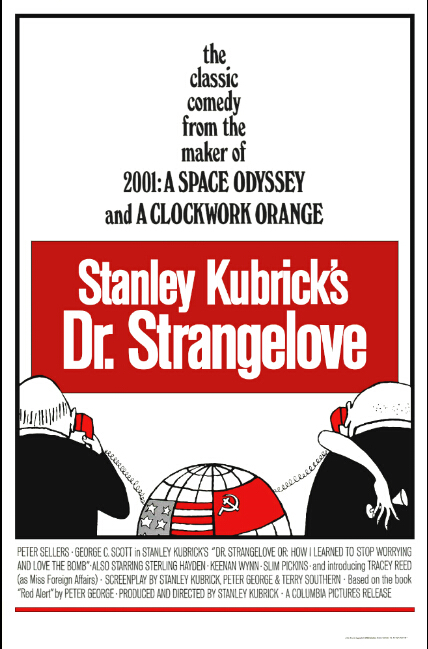 the
classic
comedy
from the
maker of
2001: A SPACE ODYSSEY
and A CLOCKWORK ORANGE
Stanley Kubrick's
Dr. Strangelove
PETER SELLERS · GEORGE C. SCOTT in STANLEY KUBRICK'S "DR. STRANGELOVE OR: HOW I LEARNED TO STOP WORRYING
AND LOVE THE BOMB" · ALSO STARRING STERLING HAYDEN · KEENAN WYNN · SLIM PICKINS · and introducing TRACEY REED
(as Miss Foreign Affairs) · SCREENPLAY BY STANLEY KUBRICK, PETER GEORGE & TERRY SOUTHERN · Based on the book
"Red Alert" by PETER GEORGE · PRODUCED AND DIRECTED BY STANLEY KUBRICK · A COLUMBIA PICTURES RELEASE